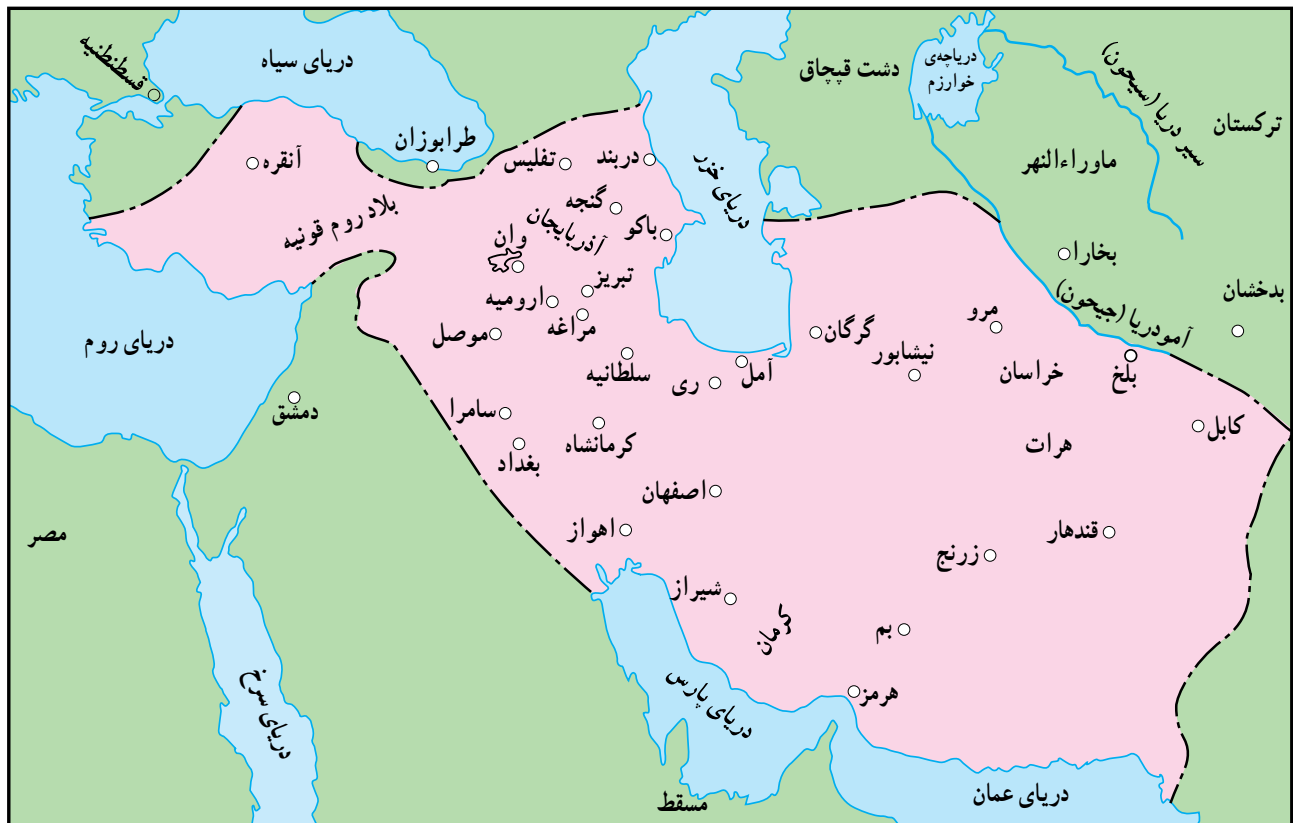 قسطنطنیه
دریای سیاه
دشت قپچاق
دریاچه‌ی
خوارزم
سیر دریا (سیحون)
ترکستان
ماوراءالنهر
آنقره
طرابوزان
تفلیس
دربند
دریای خزر
گنجه
باکو
آذربایجان
بلاد روم قونیه
وان
تبریز
ارومیه
مراغه
بخارا
آمودریا (جیحون)
بدخشان
دریای روم
موصل
گرگان
مرو
نیشابور
خراسان
بلخ
سلطانیه
ری
آمل
دمشق
سامرا
کرمانشاه
بغداد
هرات
کابل
اصفهان
اهواز
مصر
زرنج
قندهار
شیراز
کرمان
بم
هرمز
دریای پارس
دریای سرخ
مسقط
دریای عمان